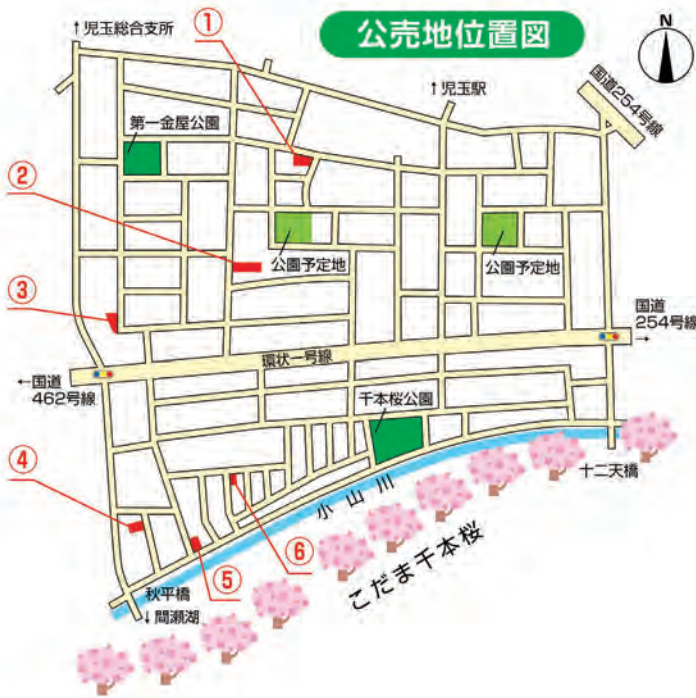 ↑児玉総合支所
①
公売地位置図
N
国道254号線
↑児玉駅
第一金屋公園
②
公園予定地
公園予定地
③
国道
254号線
→
環状一号線
←国道
462号線
千本桜公園
④
十二天橋
小山川
⑥
⑤
こだま千本桜
秋平橋
↓間瀬湖